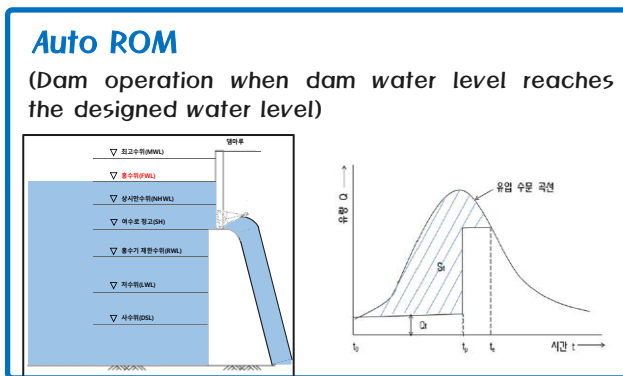 Auto ROM
(Dam operation when dam water level reaches
the designed water level)
댐마루
▽ 최고수위(MWL)
▽ 홍수위(FWL)
▽ 상시만수위(NHWL)
▽ 여수로 정고(SH)
▽ 홍수기 제한수위(RWL)
▽ 저수위(LWL)
▽ 사수위(DSL)
유량 Q
유입 수문 곡선
t₀
tₚ
시간 t